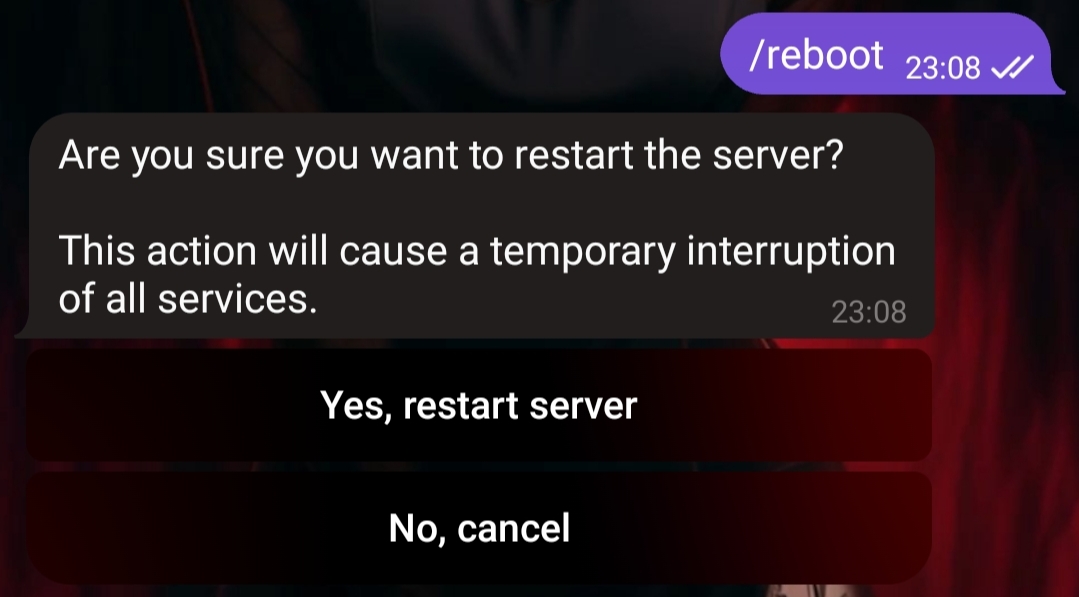 /reboot 23:08
Are you sure you want to restart the server?
This action will cause a temporary interruption
of all services.
23:08
Yes, restart server
No, cancel